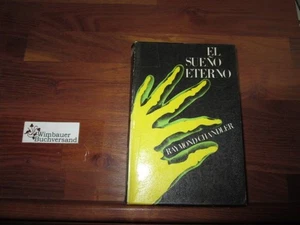 EL
SUEÑO
ETERNO
RAYMOND CHANDLER
Wimbauer
Buchversand